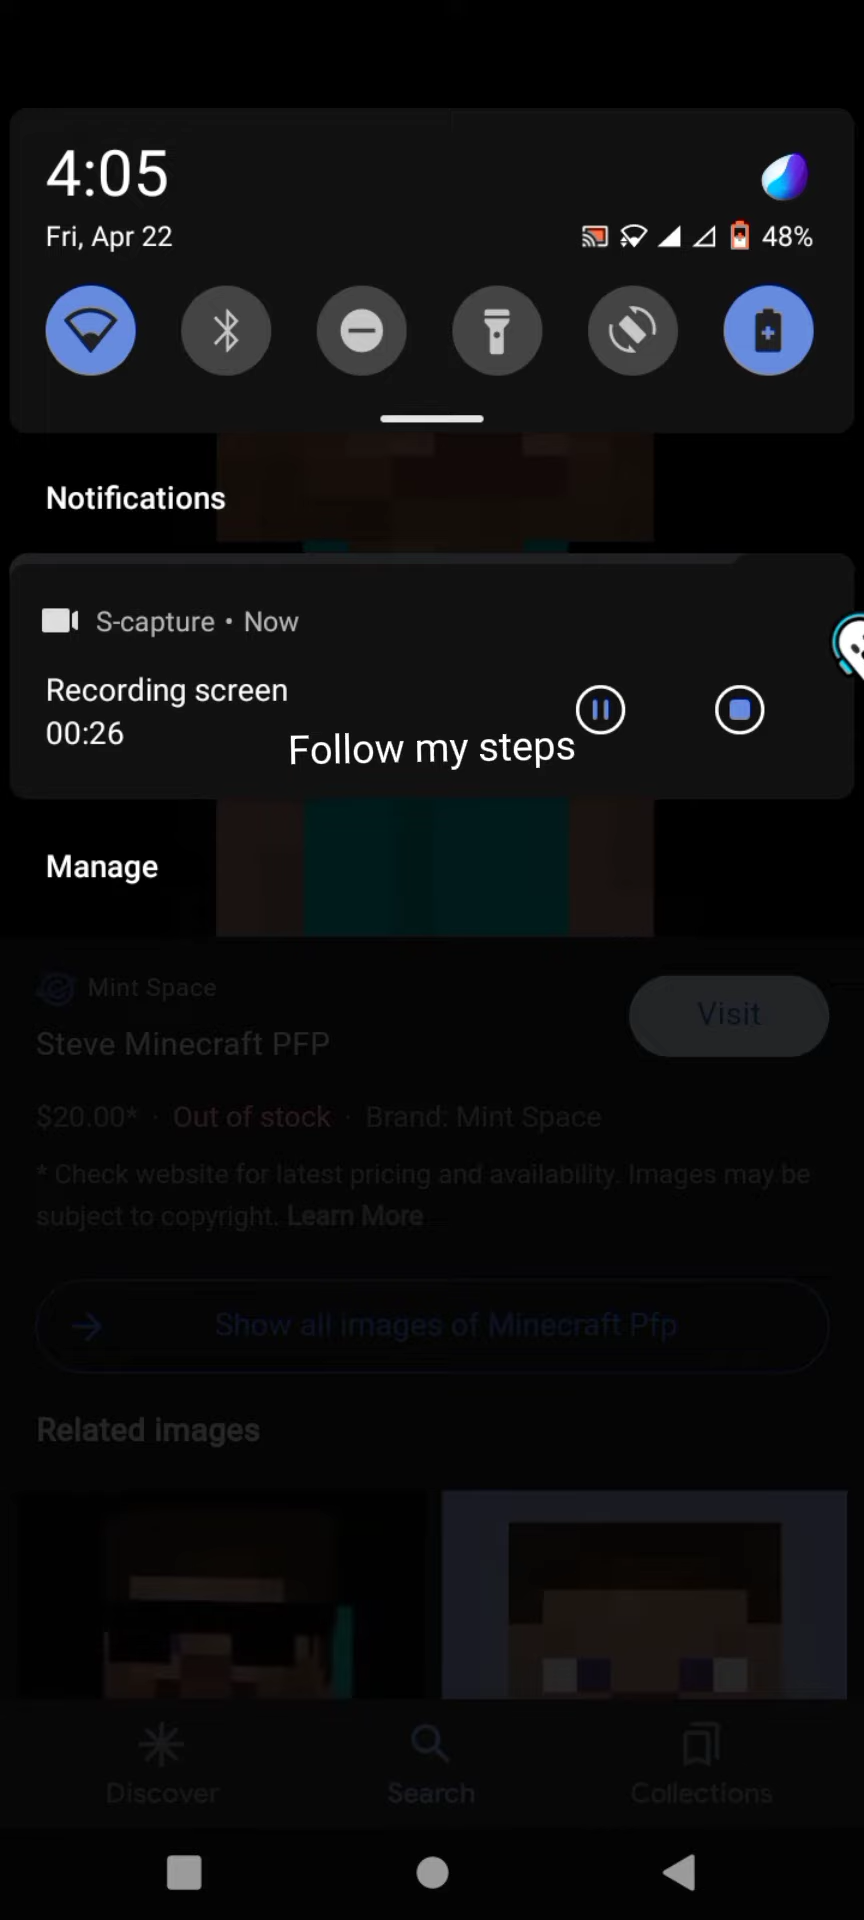 4:05
Fri, Apr 22
48%
Notifications
S-capture • Now
Recording screen
00:26
Follow my steps
Manage
Mint Space
Visit
Steve Minecraft PFP
$20.00* · Out of stock · Brand: Mint Space
* Check website for latest pricing and availability. Images may be
subject to copyright. Learn More
Show all images of Minecraft Pfp
Related images
Discover
Search
Collections